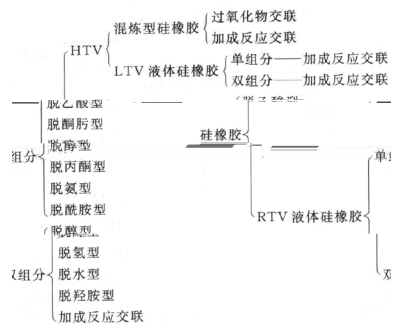 过氧化物交联
混炼型硅橡胶
加成反应交联
HTV
单组分——加成反应交联
LTV 液体硅橡胶
双组分——加成反应交联
脱乙酸型
脱酮肟型
硅橡胶
脱醇型
组分
单
脱丙酮型
脱氨型
RTV 液体硅橡胶
脱酰胺型
脱醇型
脱氢型
双组分
脱水型
双
脱羟胺型
加成反应交联